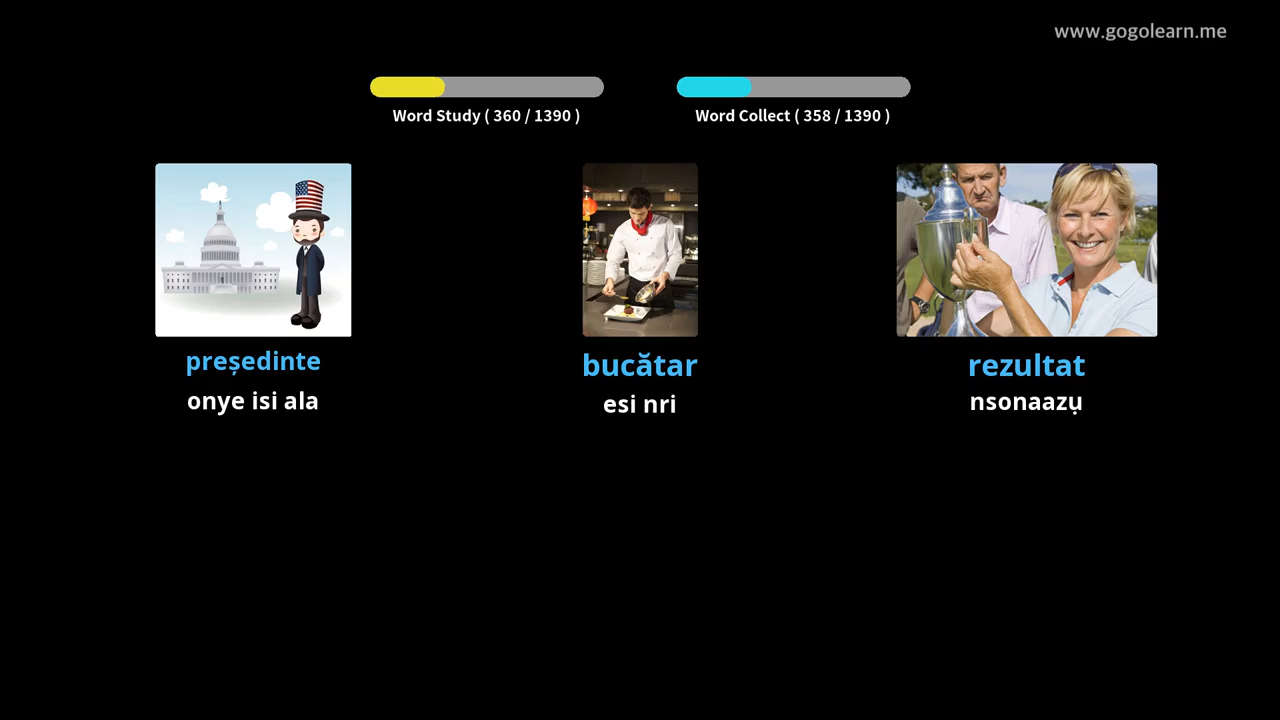 www.gogolearn.me
Word Study ( 360 / 1390 )
Word Collect ( 358 / 1390 )
președinte
onye isi ala
bucătar
esi nri
rezultat
nsonaazụ